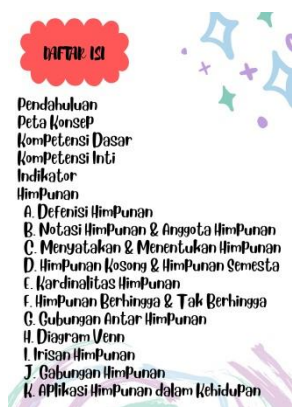 DAFTAR ISI
Pendahuluan
Peta Konsep
Kompetensi Dasar
Kompetensi Inti
Indikator
Himpunan
A. Defenisi Himpunan
B. Notasi Himpunan & Anggota Himpunan
C. Menyatakan & Menentukan Himpunan
D. Himpunan Kosong & Himpunan Semesta
E. Kardinalitas Himpunan
F. Himpunan Berhingga & Tak Berhingga
G. Gubungan Antar Himpunan
H. Diagram Venn
I. Irisan Himpunan
J. Gabungan Himpunan
K. Aplikasi Himpunan dalam Kehidupan